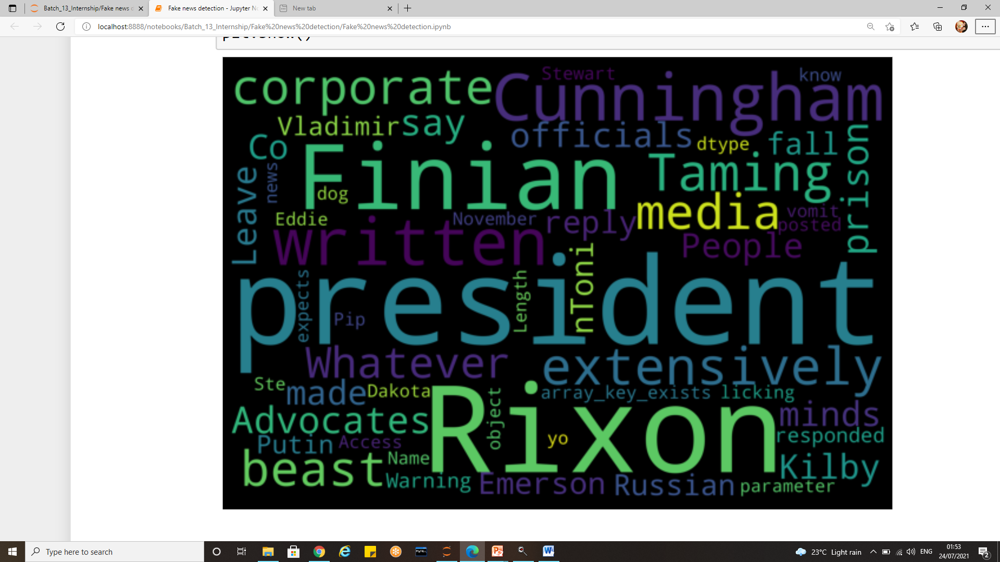 Batch_13_Internship/Fake news d
Fake news detection - Jupyter No
New tab
localhost:8888/notebooks/Batch_13_Internship/Fake%20news%20detection/Fake%20news%20detection.ipynb
plt.show()
Stewart
know
corporate
Cunningham
Vladimir
say
officials
Co
dtype
fall
prison
Leave
news
Finian
Taming
dog
media
Eddie
November
reply
vomit
posted
written
People
nToni
president
expects
Length
Pip
Whatever
extensively
Ste
made
Dakota
Rixon
object
array_key_exists
licking
Advocates
minds
Putin
Access
yo
responded
beast
Name
Kilby
Warning
Emerson
Russian
parameter
Type here to search
MySQL
23°C Light rain
ENG
01:53
24/07/2021
2